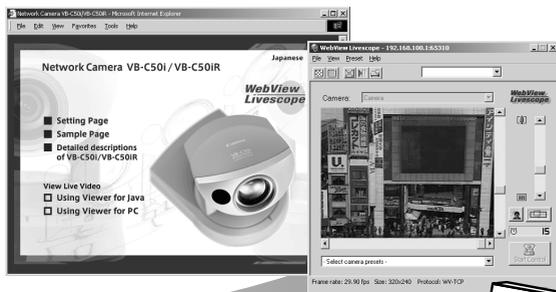 Network Camera VB-C50i/VB-C50iR - Microsoft Internet Explorer
File Edit View Favorites Tools Help
Japanese
Network Camera VB-C50i / VB-C50iR
WebView
Livescope
Setting Page
Sample Page
Detailed descriptions
of VB-C50i/VB-C50iR
View Live Video
Using Viewer for Java
Using Viewer for PC
Canon
WebView Livescope - 192.168.100.1:65310
File View Preset Help
Camera: Camera
WebView
Livescope
U.
15
- Select camera presets -
Start Control
Frame rate: 29.90 fps Size: 320x240 Protocol: WV-TCP